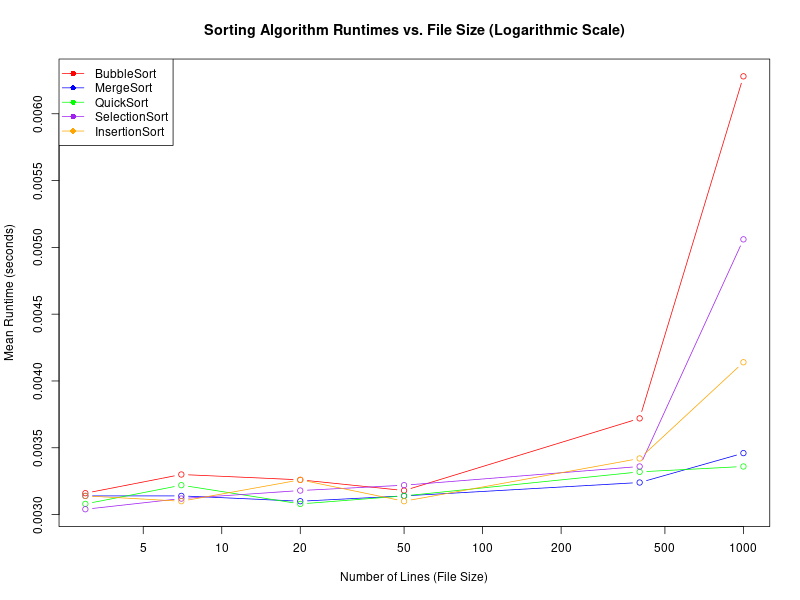 Sorting Algorithm Runtimes vs. File Size (Logarithmic Scale)
BubbleSort
MergeSort
QuickSort
SelectionSort
InsertionSort
Mean Runtime (seconds)
0.0060
0.0055
0.0050
0.0045
0.0040
0.0035
0.0030
5 10 20 50 100 200 500 1000
Number of Lines (File Size)